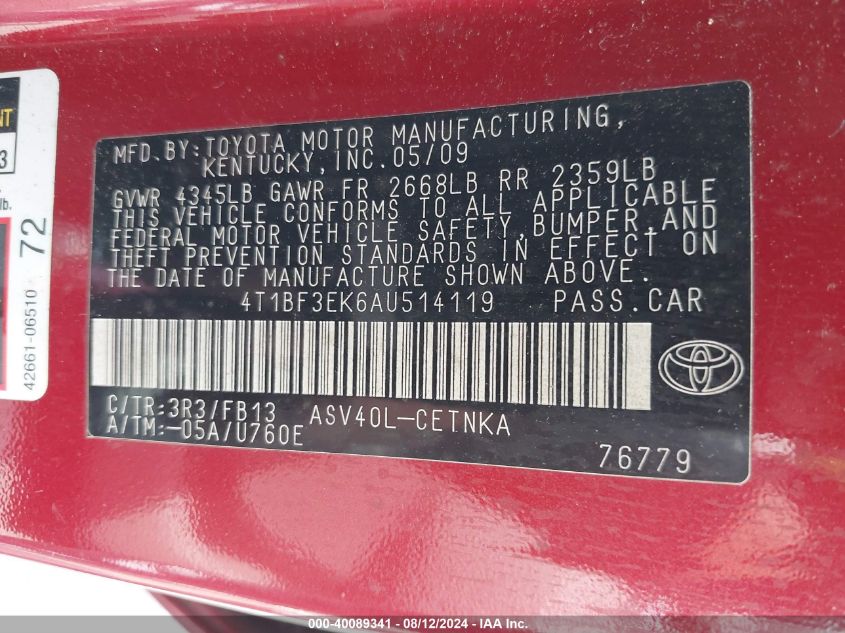 NT
3
lb.
42661-06510 72
MFD.BY:TOYOTA MOTOR MANUFACTURING,
KENTUCKY,INC.05/09
GVWR 4345LB GAWR FR 2668LB RR 2359LB
THIS VEHICLE CONFORMS TO ALL APPLICABLE
FEDERAL MOTOR VEHICLE SAFETY,BUMPER,AND
THEFT PREVENTION STANDARDS IN EFFECT ON
THE DATE OF MANUFACTURE SHOWN ABOVE.
4T1BF3EK6AU514119 PASS.CAR
C/TR:3R3/FB13 ASV40L-CETNKA
A/TM:-05A/U760E
76779
000-40089341 - 08/12/2024 - IAA Inc.